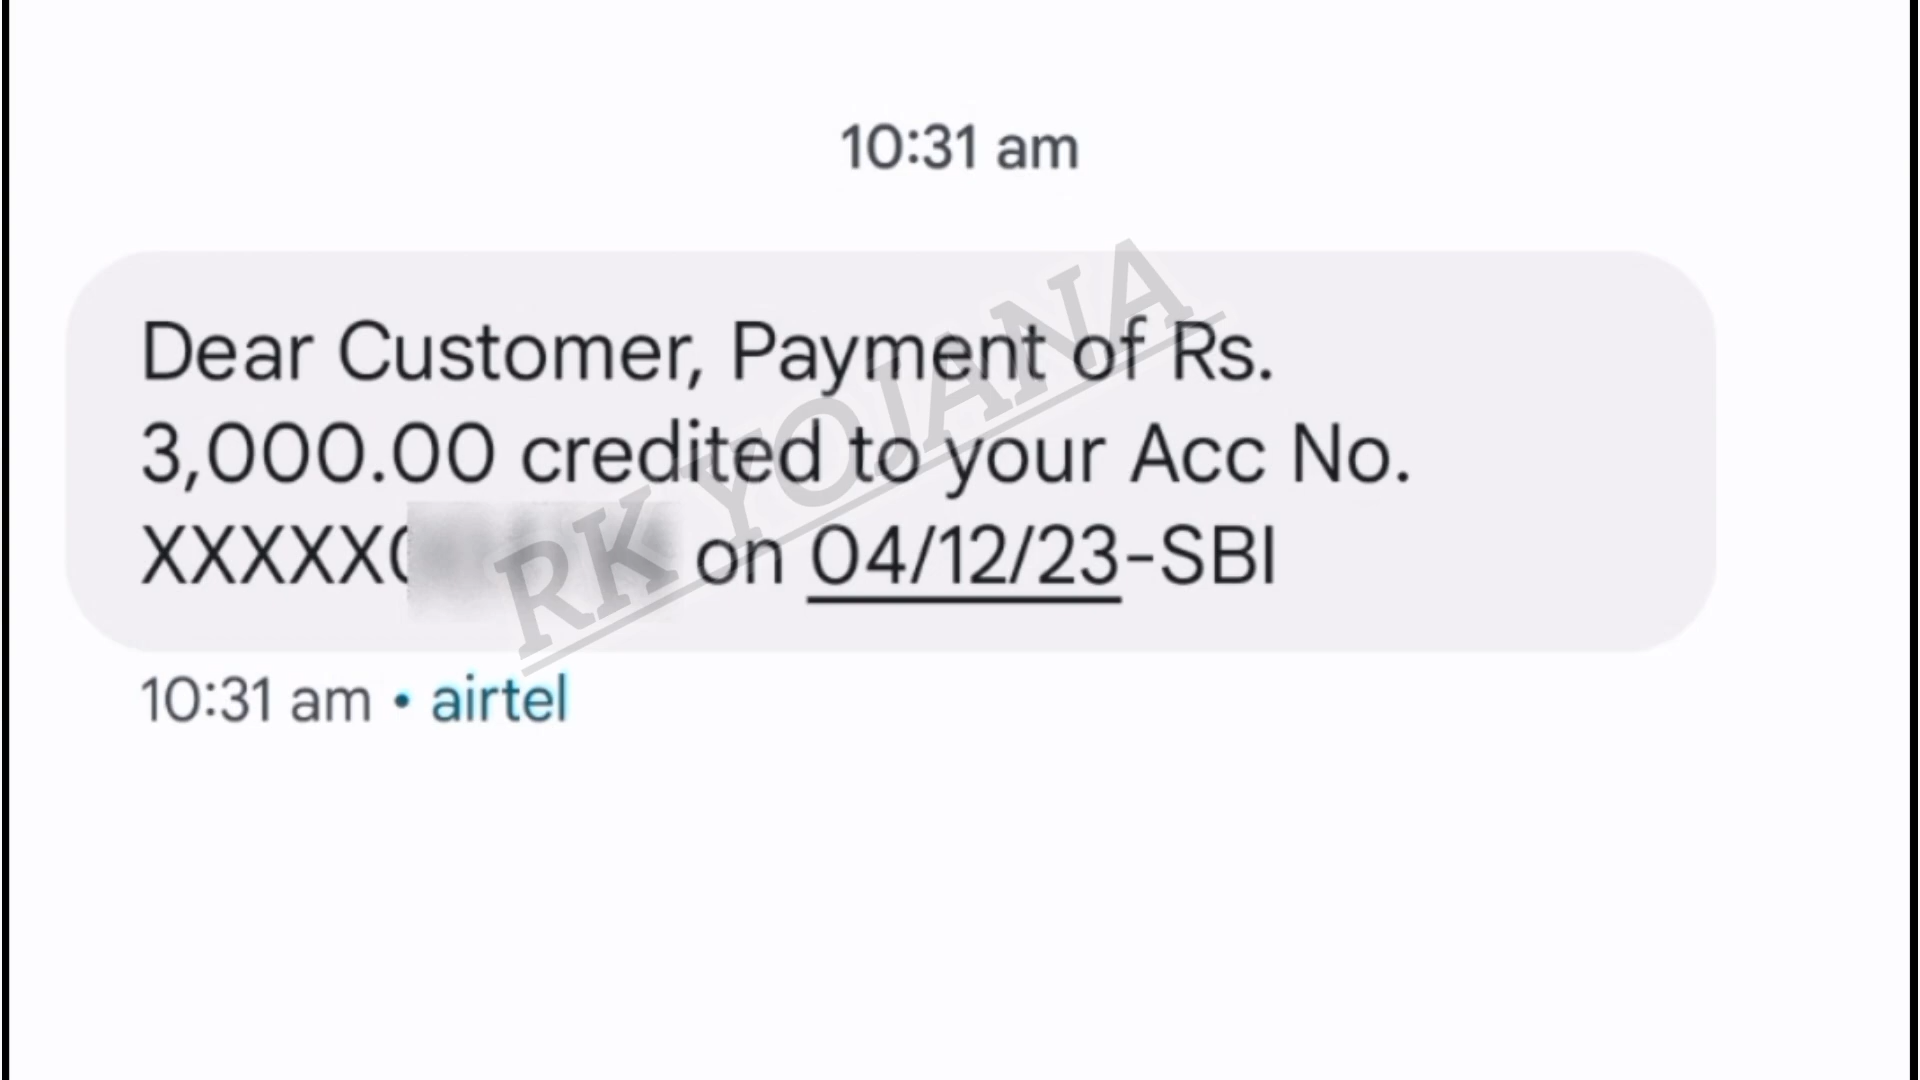 10:31 am
Dear Customer, Payment of Rs.
3,000.00 credited to your Acc No.
XXXXX on 04/12/23-SBI
10:31 am • airtel
RK YOJANA